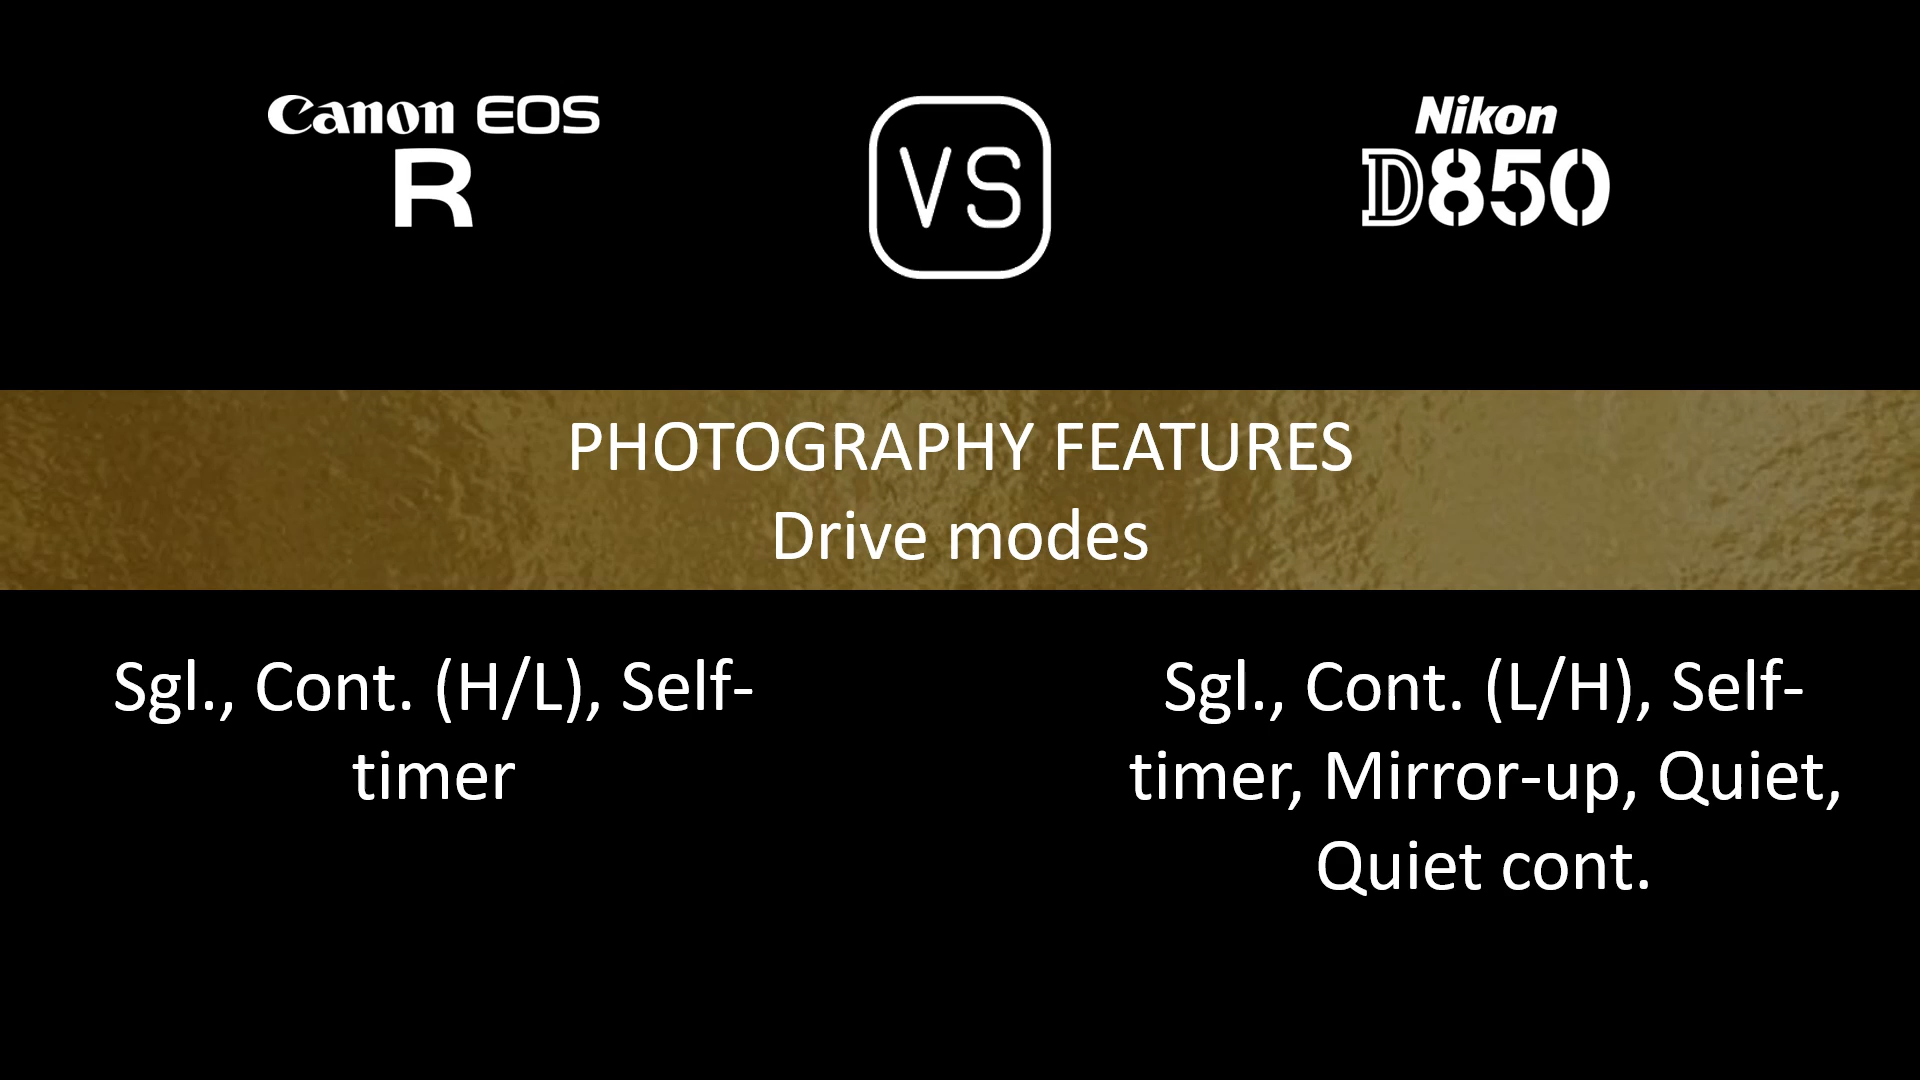 Canon EOS
R
VS
Nikon
D850
PHOTOGRAPHY FEATURES
Drive modes
Sgl., Cont. (H/L), Self-
timer
Sgl., Cont. (L/H), Self-
timer, Mirror-up, Quiet,
Quiet cont.